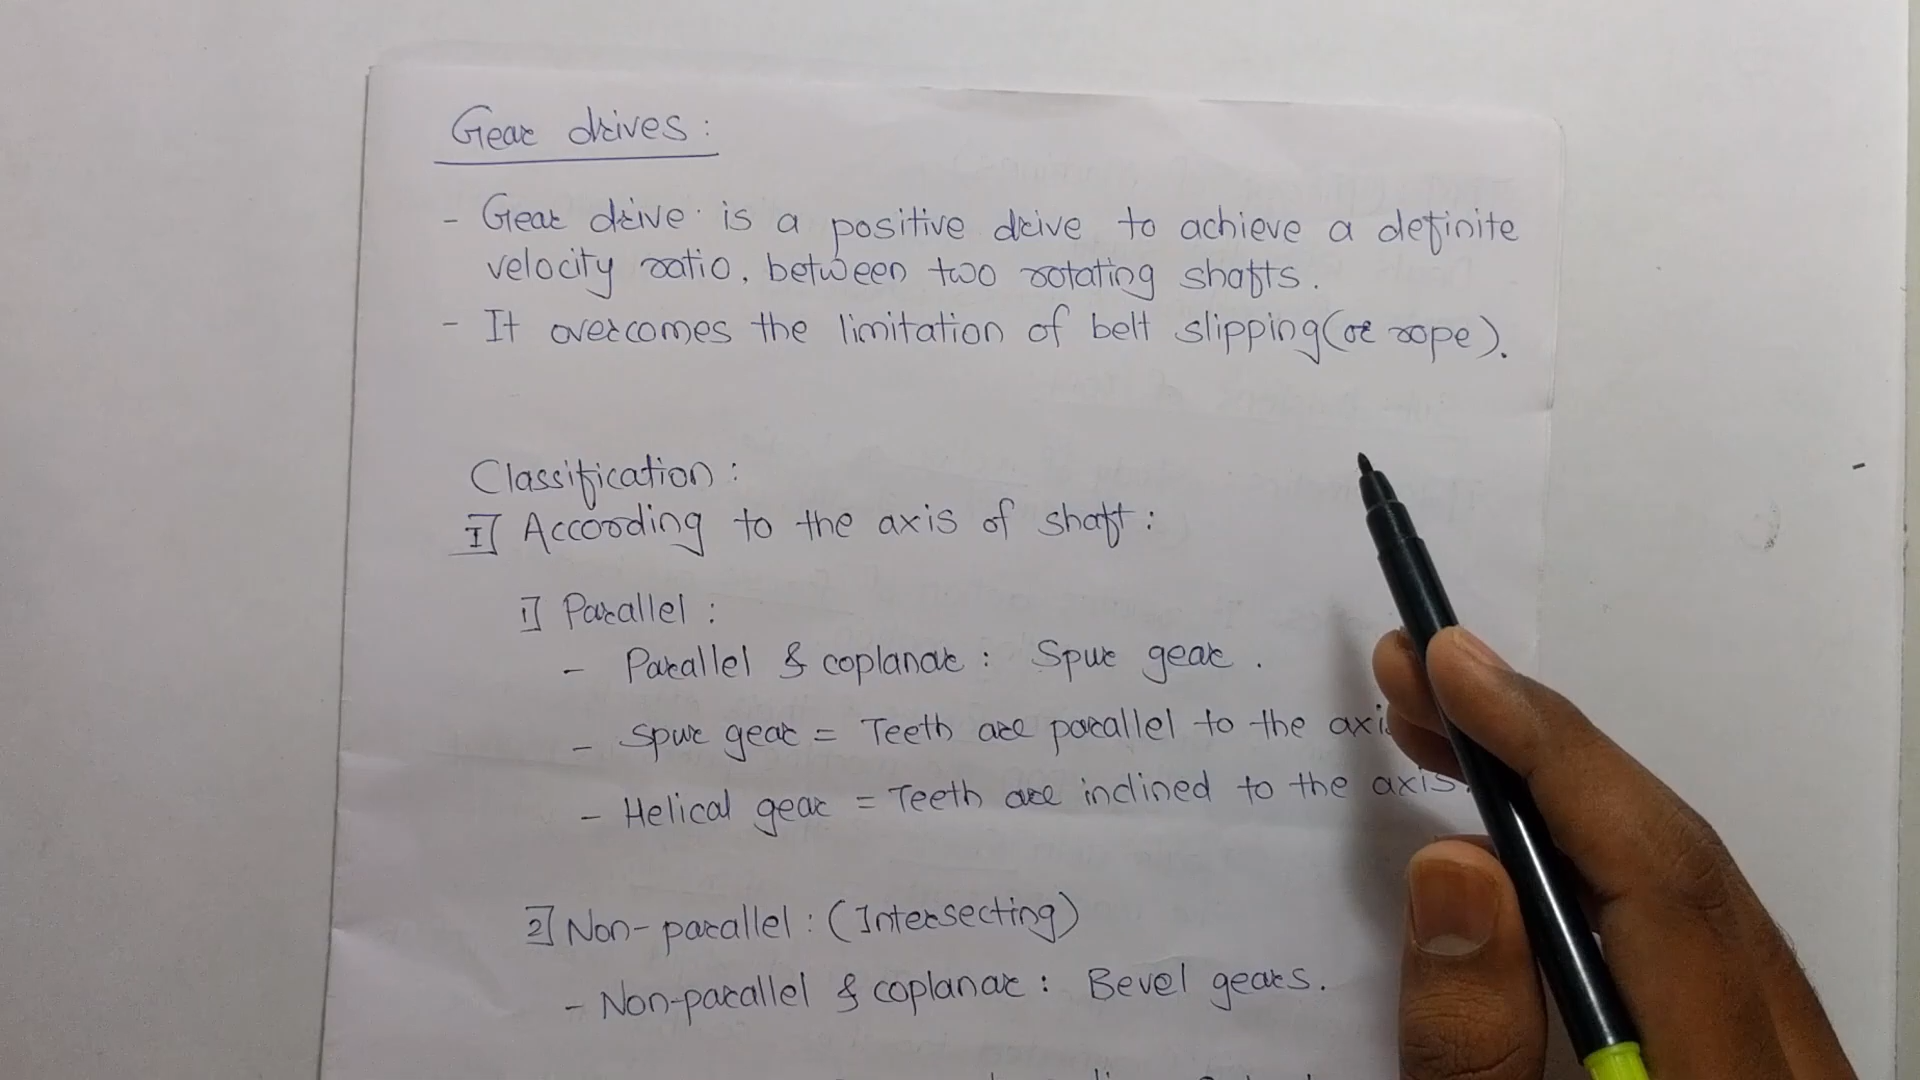 Gear drives :
- Gear drive is a positive drive to achieve a definite
velocity ratio, between two rotating shafts.
- It overcomes the limitation of belt slipping (or rope).
Classification :
I] According to the axis of shaft :
1] Parallel :
- Parallel & coplanar : Spur gear .
- Spur gear = Teeth are parallel to the axis
- Helical gear = Teeth are inclined to the axis.
2] Non-parallel : (Intersecting)
- Non-parallel & coplanar : Bevel gears.